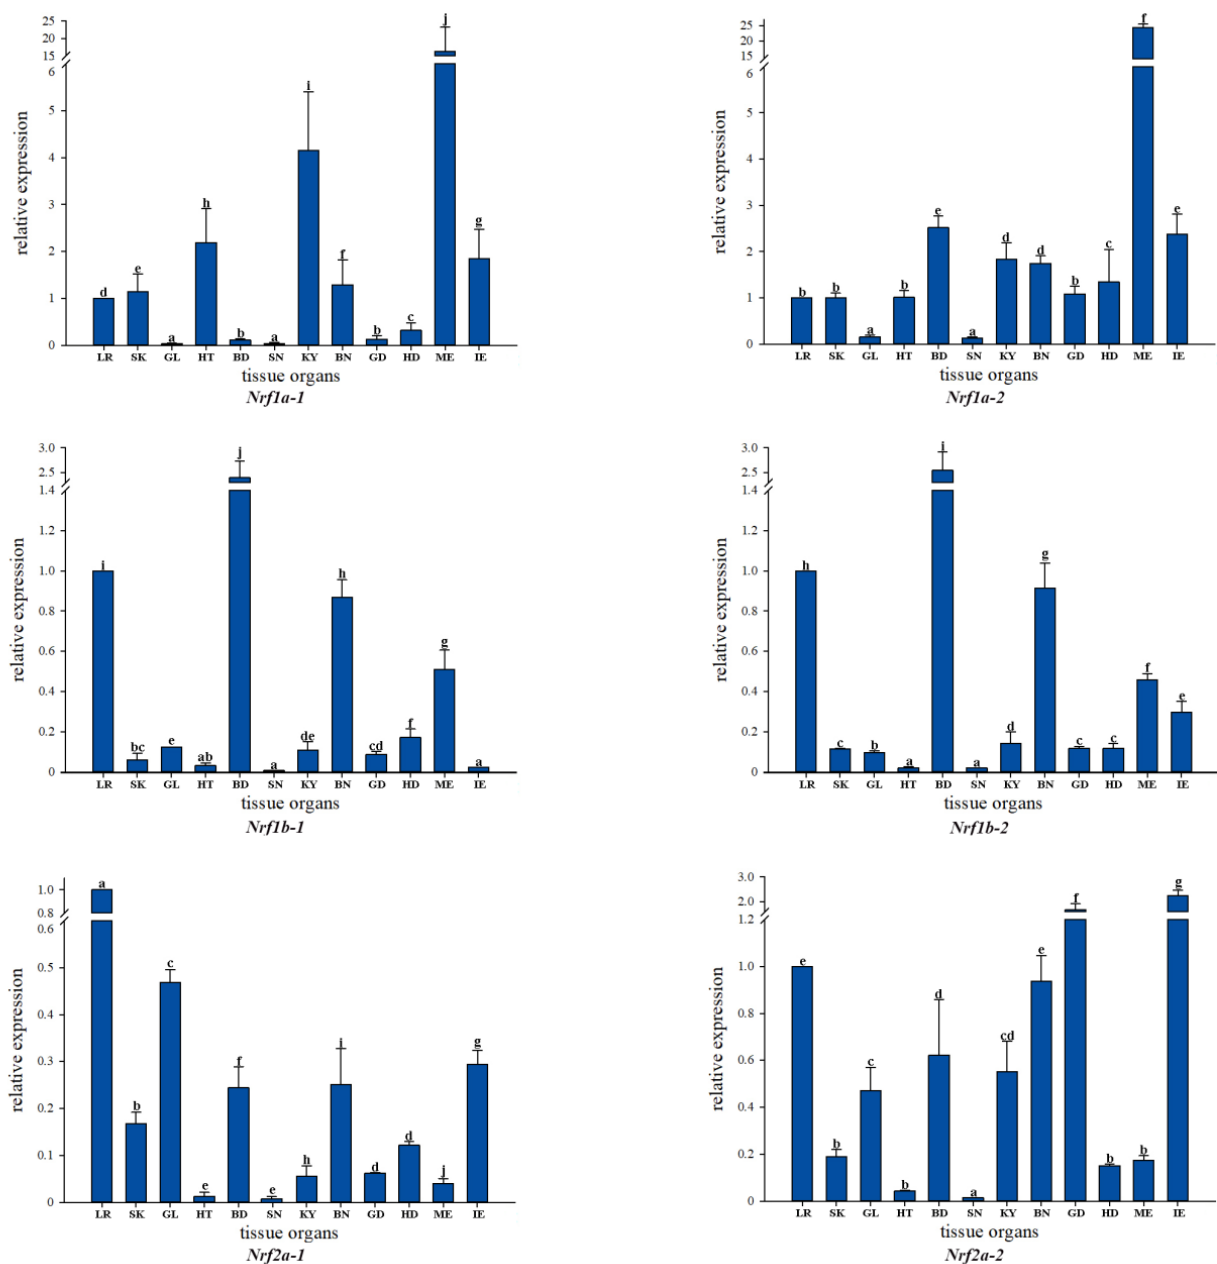 25
20
15
6
5
4
3
2
1
0
relative expression
d
e
a
h
b
a
i
f
b
c
j
g
LR SK GL HT BD SN KY BN GD HD ME IE
tissue organs
Nrf1a-1
25
20
15
6
5
4
3
2
1
0
relative expression
b
b
a
b
e
a
d
d
b
c
f
e
LR SK GL HT BD SN KY BN GD HD ME IE
tissue organs
Nrf1a-2
3.0
2.5
1.4
1.2
1.0
0.8
0.6
0.4
0.2
0
relative expression
i
bc
e
ab
j
a
de
h
cd
f
g
a
LR SK GL HT BD SN KY BN GD HD ME IE
tissue organs
Nrf1b-1
3.0
2.5
1.4
1.2
1.0
0.8
0.6
0.4
0.2
0
relative expression
h
c
b
a
i
a
d
g
c
c
f
e
LR SK GL HT BD SN KY BN GD HD ME IE
tissue organs
Nrf1b-2
1.0
0.8
0.6
0.5
0.4
0.3
0.2
0.1
0
relative expression
a
b
c
e
f
e
h
i
d
d
j
g
LR SK GL HT BD SN KY BN GD HD ME IE
tissue organs
Nrf2a-1
3.0
2.0
1.2
1.0
0.8
0.6
0.4
0.2
0
relative expression
e
b
c
b
d
a
cd
e
f
b
b
g
LR SK GL HT BD SN KY BN GD HD ME IE
tissue organs
Nrf2a-2